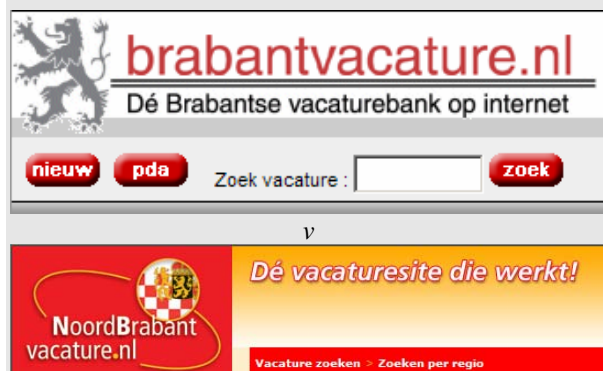 brabantvacature.nl
Dé Brabantse vacaturebank op internet
nieuw pda Zoek vacature : zoek
v
Dé vacaturesite die werkt!
NoordBrabant
vacature.nl
Vacature zoeken > Zoeken per regio